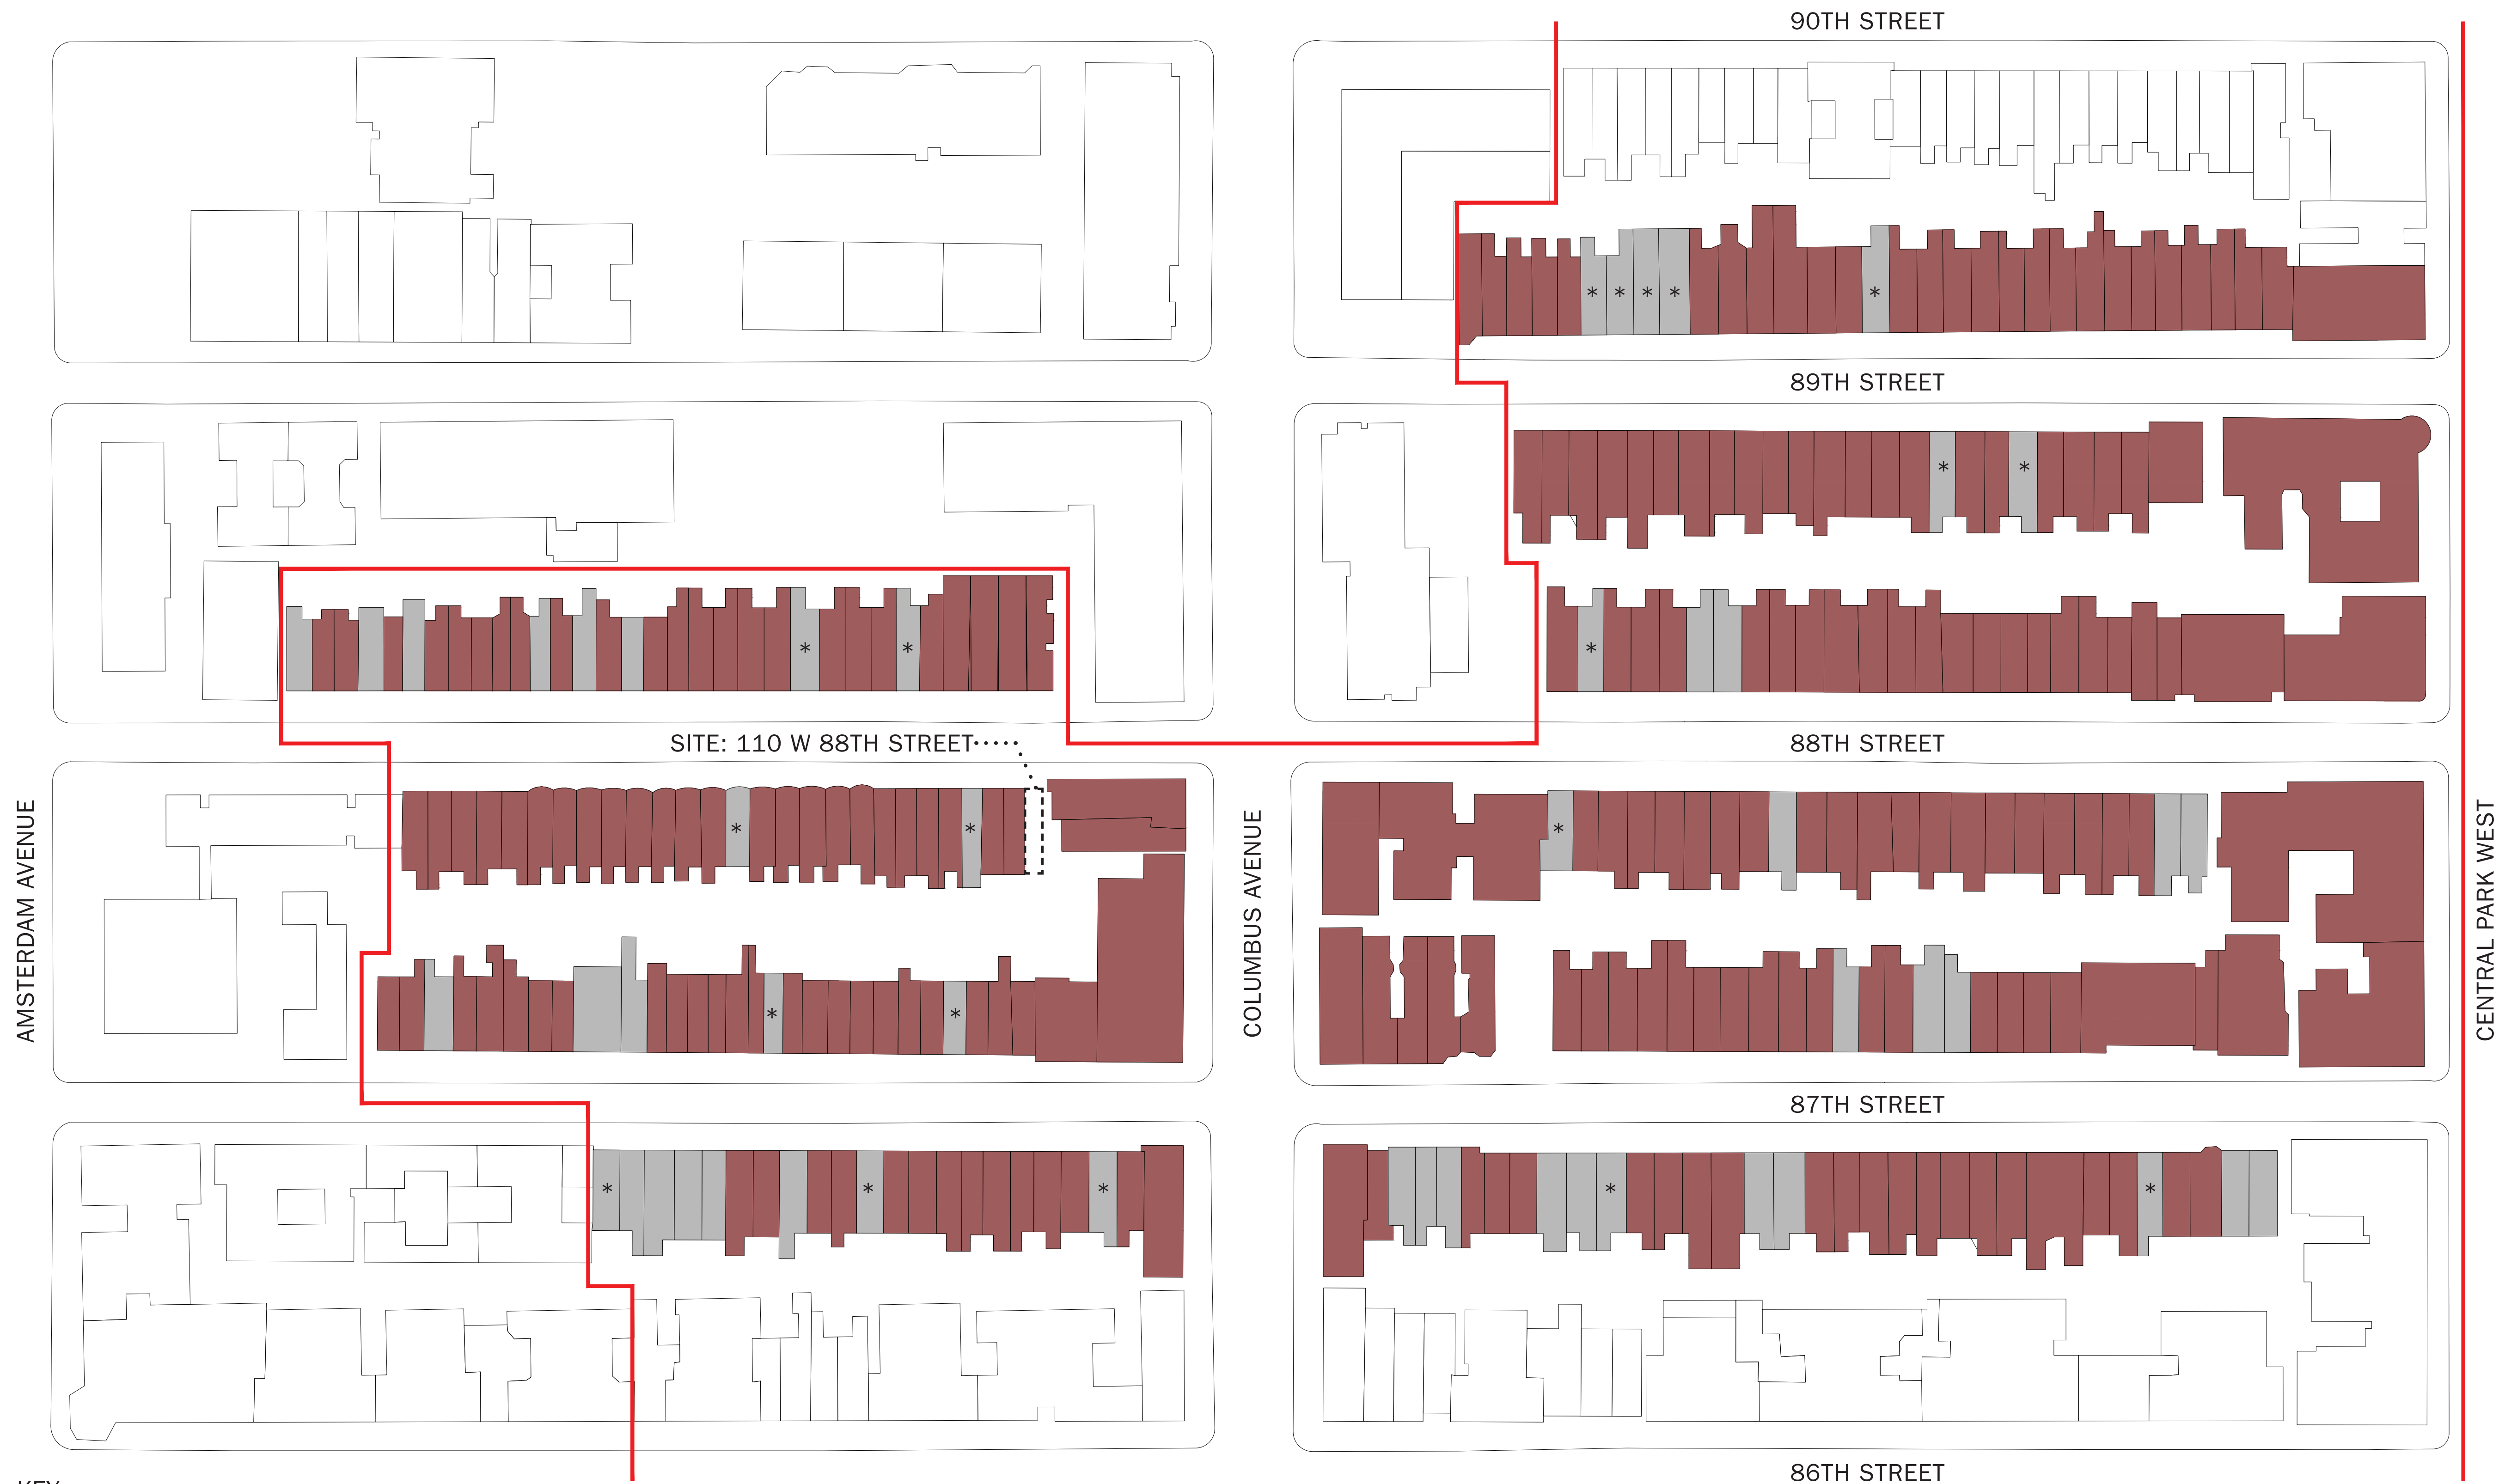 90TH STREET
* * * * *
89TH STREET
* *
* * *
SITE: 110 W 88TH STREET
88TH STREET
* * *
AMSTERDAM AVENUE
COLUMBUS AVENUE
CENTRAL PARK WEST
* *
87TH STREET
* * * * *
86TH STREET